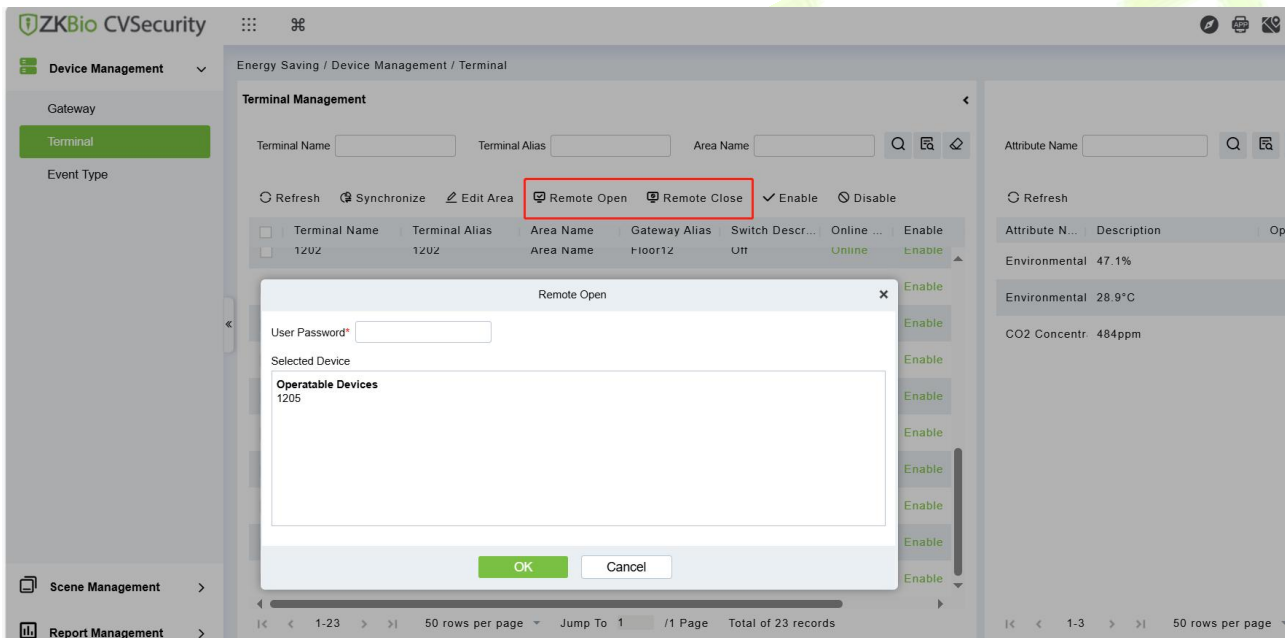 ZKBio CVSecurity
APP
Device Management
Energy Saving / Device Management / Terminal
Gateway
Terminal
Event Type
Terminal Management
Terminal Name
Terminal Alias
Area Name
Attribute Name
Refresh Synchronize Edit Area Remote Open Remote Close Enable Disable
Refresh
Terminal Name Terminal Alias Area Name Gateway Alias Switch Descr... Online ... Enable
1202 1202 Area Name Floor12 Off Online Enable
Enable
Enable
Enable
Enable
Enable
Enable
Enable
Enable
Enable
Attribute N... Description Op
Environmental 47.1%
Environmental 28.9°C
CO2 Concentr 484ppm
Remote Open
User Password*
Selected Device
Operatable Devices
1205
OK Cancel
Scene Management
Report Management
1-23 50 rows per page Jump To 1 /1 Page Total of 23 records
1-3 50 rows per page